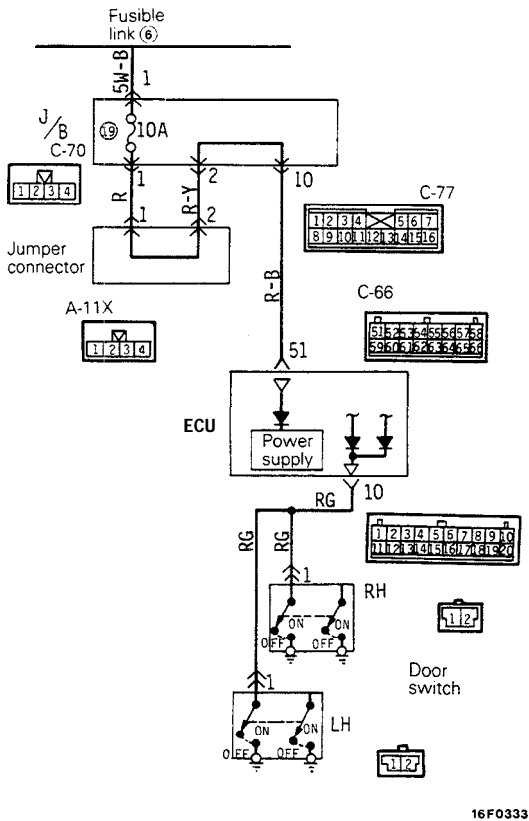 Fusible
link ⑥
5W-B
1
J/B
⑲
10A
C-70
1
2
10
1 2 3 4
R
R-Y
C-77
1 2 3 4 5 6 7
8 9 10 11 12 13 14 15 16
1
2
Jumper
connector
R-B
C-66
A-11X
51 52 53 54 55 56 57 58
59 60 61 62 63 64 65 66
1 2 3 4
51
ECU
Power
supply
10
RG
RG
RG
1 2 3 4 5 6 7 8 9 10
11 12 13 14 15 16 17 18 19 20
1
RH
ON
ON
OFF
OFF
1 2
Door
switch
1
LH
ON
ON
OFF
OFF
1 2
16F0333